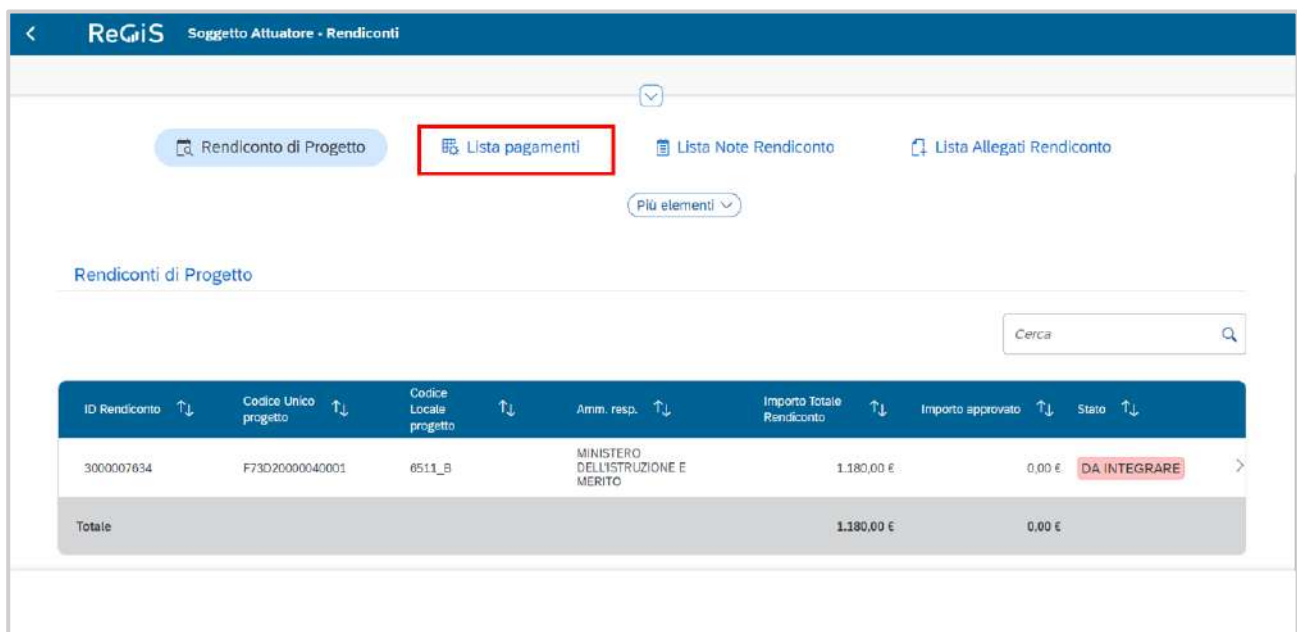 ReGiS Soggetto Attuatore - Rendiconti
Rendiconto di Progetto Lista pagamenti Lista Note Rendiconto Lista Allegati Rendiconto
Più elementi
Rendiconti di Progetto
Cerca
ID Rendiconto Codice Unico progetto Codice Locale progetto Amm. resp. Importo Totale Rendiconto Importo approvato Stato
3000007634 F73D20000040001 6511_B MINISTERO DELL'ISTRUZIONE E MERITO 1.180,00 € 0,00 € DA INTEGRARE
Totale 1.180,00 € 0,00 €